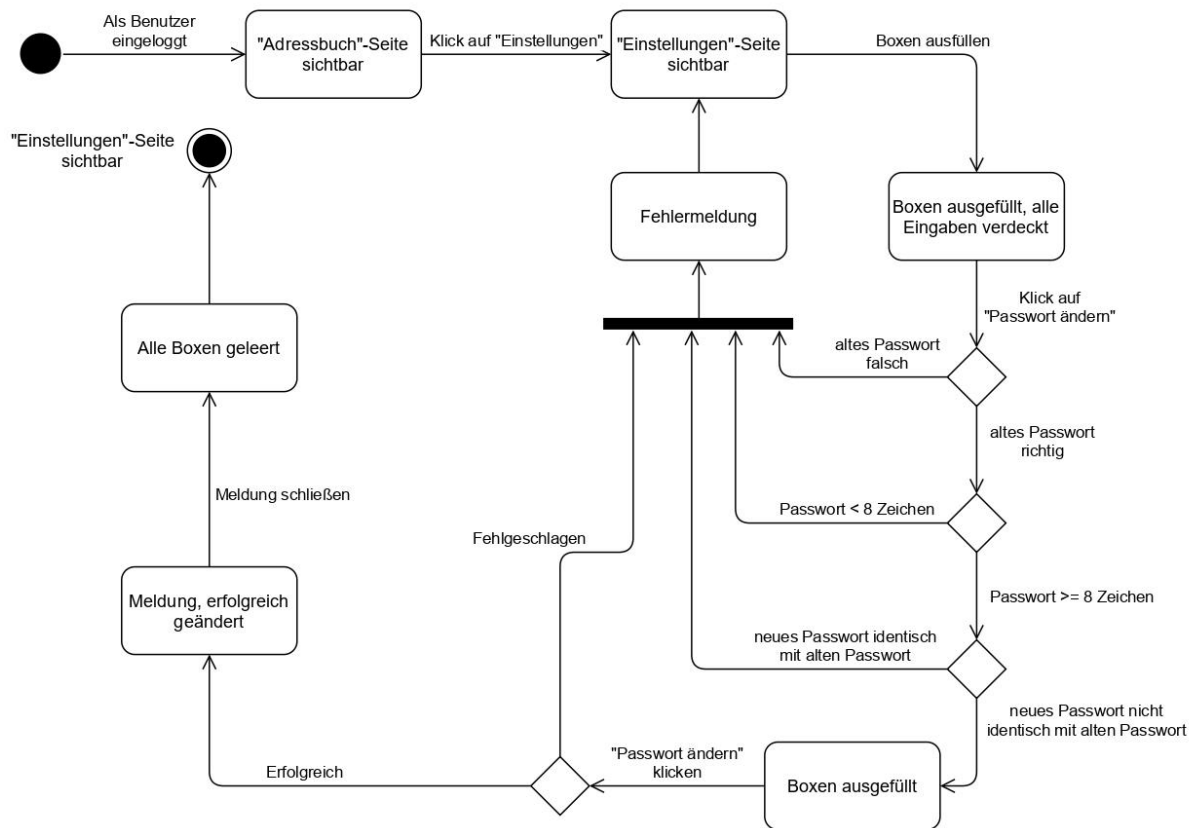 Als Benutzer
eingeloggt
"Adressbuch"-Seite
sichtbar
Klick auf "Einstellungen"
"Einstellungen"-Seite
sichtbar
Boxen ausfüllen
"Einstellungen"-Seite
sichtbar
Fehlermeldung
Boxen ausgefüllt, alle
Eingaben verdeckt
Klick auf
"Passwort ändern"
Alle Boxen geleert
altes Passwort
falsch
altes Passwort
richtig
Meldung schließen
Passwort < 8 Zeichen
Fehlgeschlagen
Meldung, erfolgreich
geändert
Passwort >= 8 Zeichen
neues Passwort identisch
mit alten Passwort
neues Passwort nicht
identisch mit alten Passwort
"Passwort ändern"
klicken
Erfolgreich
Boxen ausgefüllt